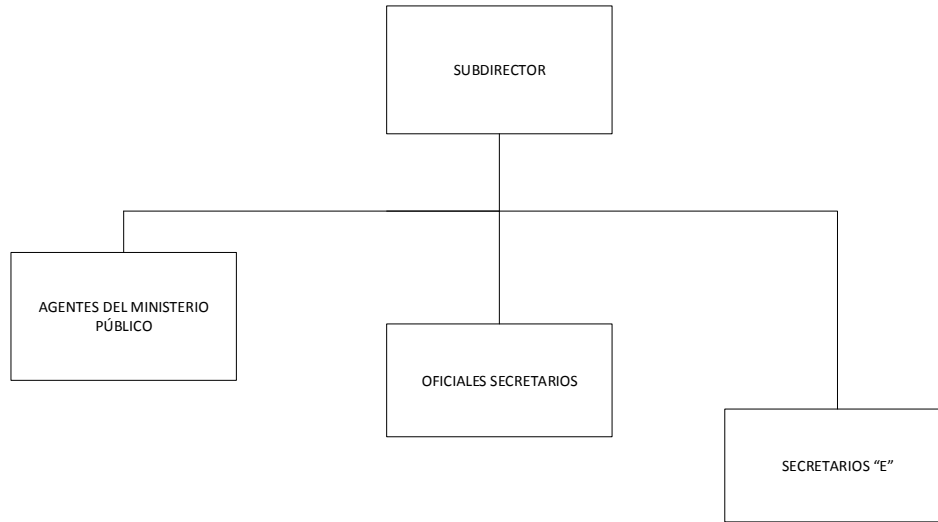 SUBDIRECTOR
AGENTES DEL MINISTERIO
PÚBLICO
OFICIALES SECRETARIOS
SECRETARIOS “E”